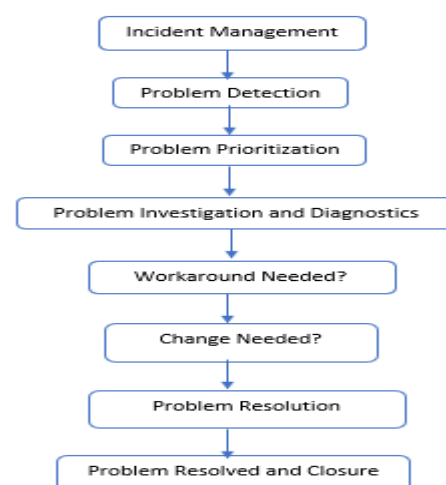 Incident Management
Problem Detection
Problem Prioritization
Problem Investigation and Diagnostics
Workaround Needed?
Change Needed?
Problem Resolution
Problem Resolved and Closure